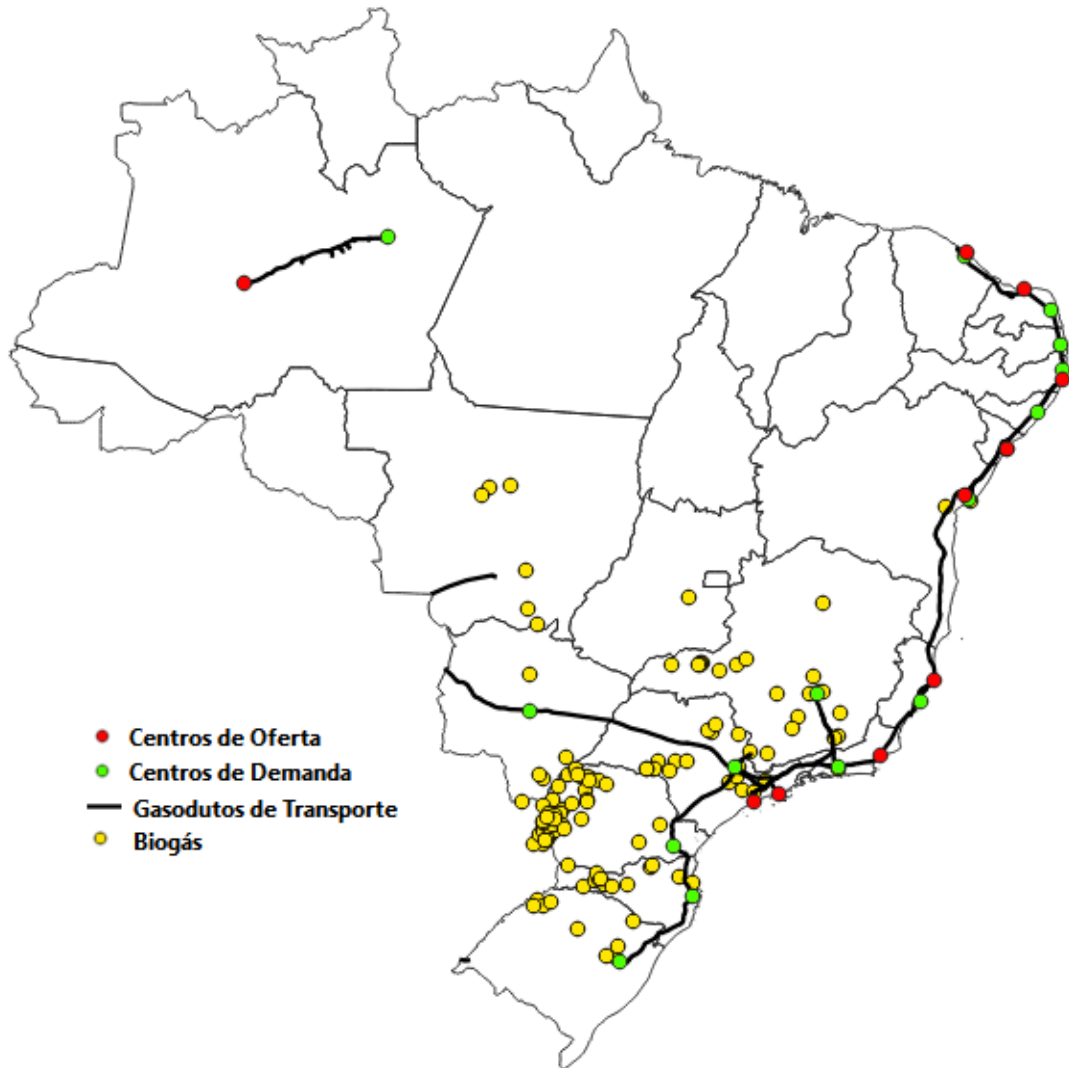 Centros de Oferta
Centros de Demanda
Gasodutos de Transporte
Biogás